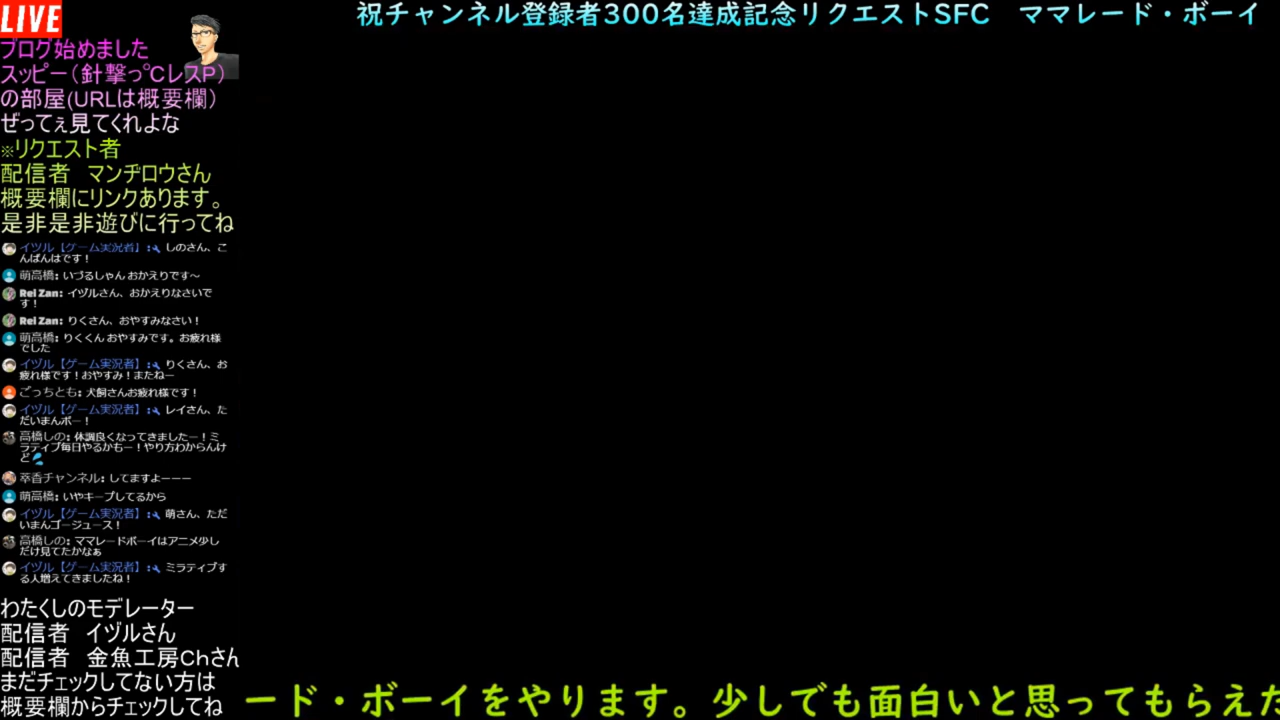 LIVE
祝チャンネル登録者300名達成記念リクエストSFC　ママレード・ボーイ
ブログ始めました
スッピー（針撃っ℃レスP）
の部屋(URLは概要欄）
ぜってぇ見てくれよな
※リクエスト者
配信者　マンヂロウさん
概要欄にリンクあります。
是非是非遊びに行ってね
イヅル【ゲーム実況者】: しのさん、こ
んばんはです！
萌高橋: いづるしゃん おかえりです～
Rei Zan: イヅルさん、おかえりなさいで
す！
Rei Zan: りくさん、おやすみなさい！
萌高橋: りくくん おやすみです。お疲れ様
でした
イヅル【ゲーム実況者】: りくさん、お
疲れ様です！おやすみ！またねー
ごっちとも: 犬飼さんお疲れ様です！
イヅル【ゲーム実況者】: レイさん、た
だいまんボー！
高橋しの: 体調良くなってきましたー！ミ
ラティブ毎日やるかもー！やり方わからんけ
ど💦
萃香チャンネル: してますよーーー
萌高橋: いやキープしてるから
イヅル【ゲーム実況者】: 萌さん、ただ
いまんゴージュース！
高橋しの: ママレードボーイはアニメ少し
だけ見てたかなぁ
イヅル【ゲーム実況者】: ミラティブす
る人増えてきましたね！
わたくしのモデレーター
配信者　イヅルさん
配信者　金魚工房Chさん
まだチェックしてない方は
概要欄からチェックしてね
ード・ボーイをやります。少しでも面白いと思ってもらえた